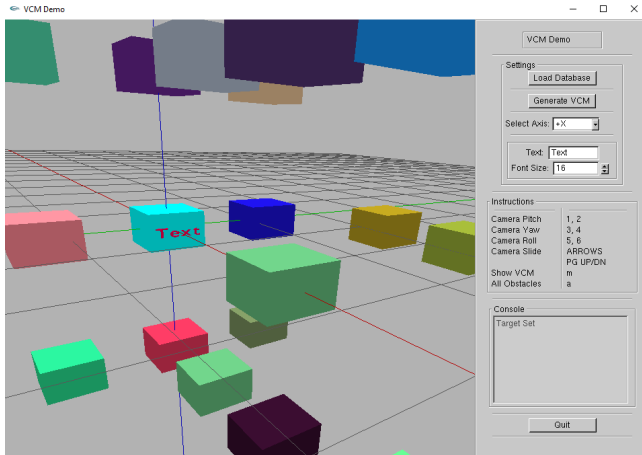 VCM Demo
VCM Demo
Settings
Load Database
Generate VCM
Select Axis: +X
Text: Text
Font Size: 16
Text
Instructions
Camera Pitch 1, 2
Camera Yaw 3, 4
Camera Roll 5, 6
Camera Slide ARROWS
PG UP/DN
Show VCM m
All Obstacles a
Console
Target Set
Quit